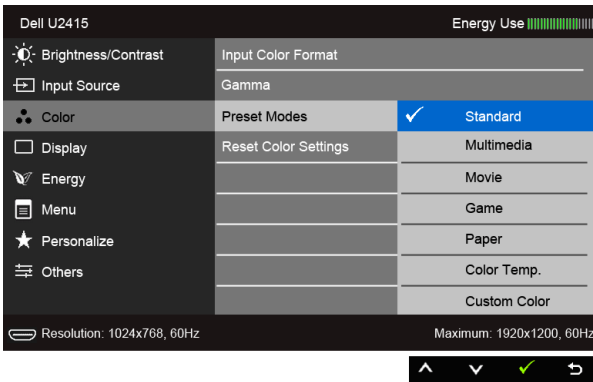 Dell U2415
Energy Use
Brightness/Contrast
Input Color Format
Input Source
Gamma
Color
Preset Modes
Standard
Display
Reset Color Settings
Multimedia
Energy
Movie
Menu
Game
Personalize
Paper
Others
Color Temp.
Custom Color
Resolution: 1024x768, 60Hz
Maximum: 1920x1200, 60Hz